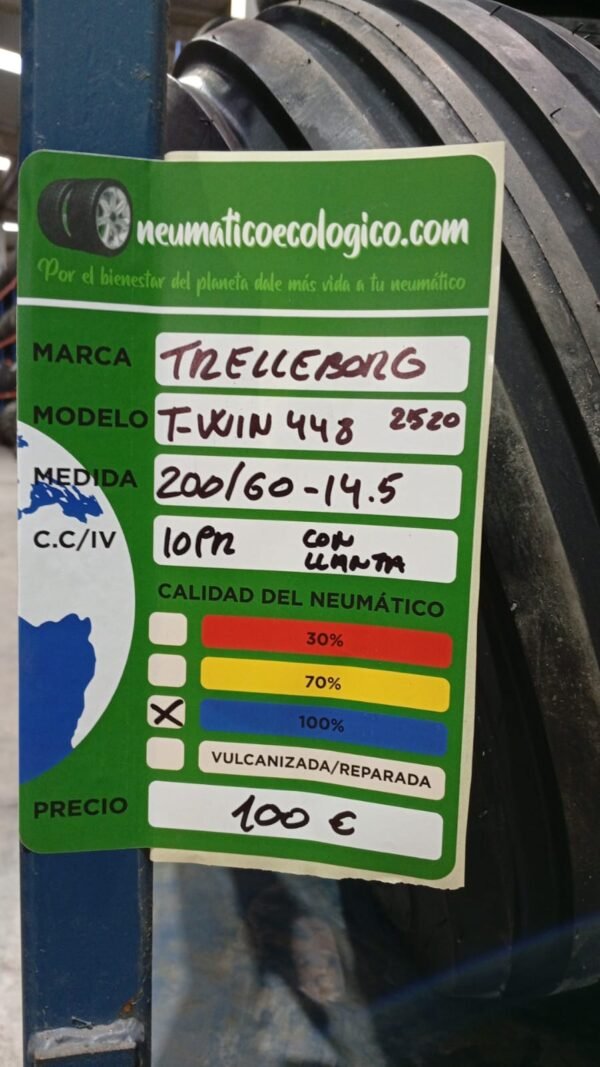 neumaticoecologico.com
Por el bienestar del planeta dale más vida a tu neumático
MARCA TRELLEBORG
MODELO T-WIN 448 2520
MEDIDA 200/60-14.5
C.C/IV 10PR CON LLANTA
CALIDAD DEL NEUMÁTICO
30%
70%
X 100%
VULCANIZADA/REPARADA
PRECIO 100 €